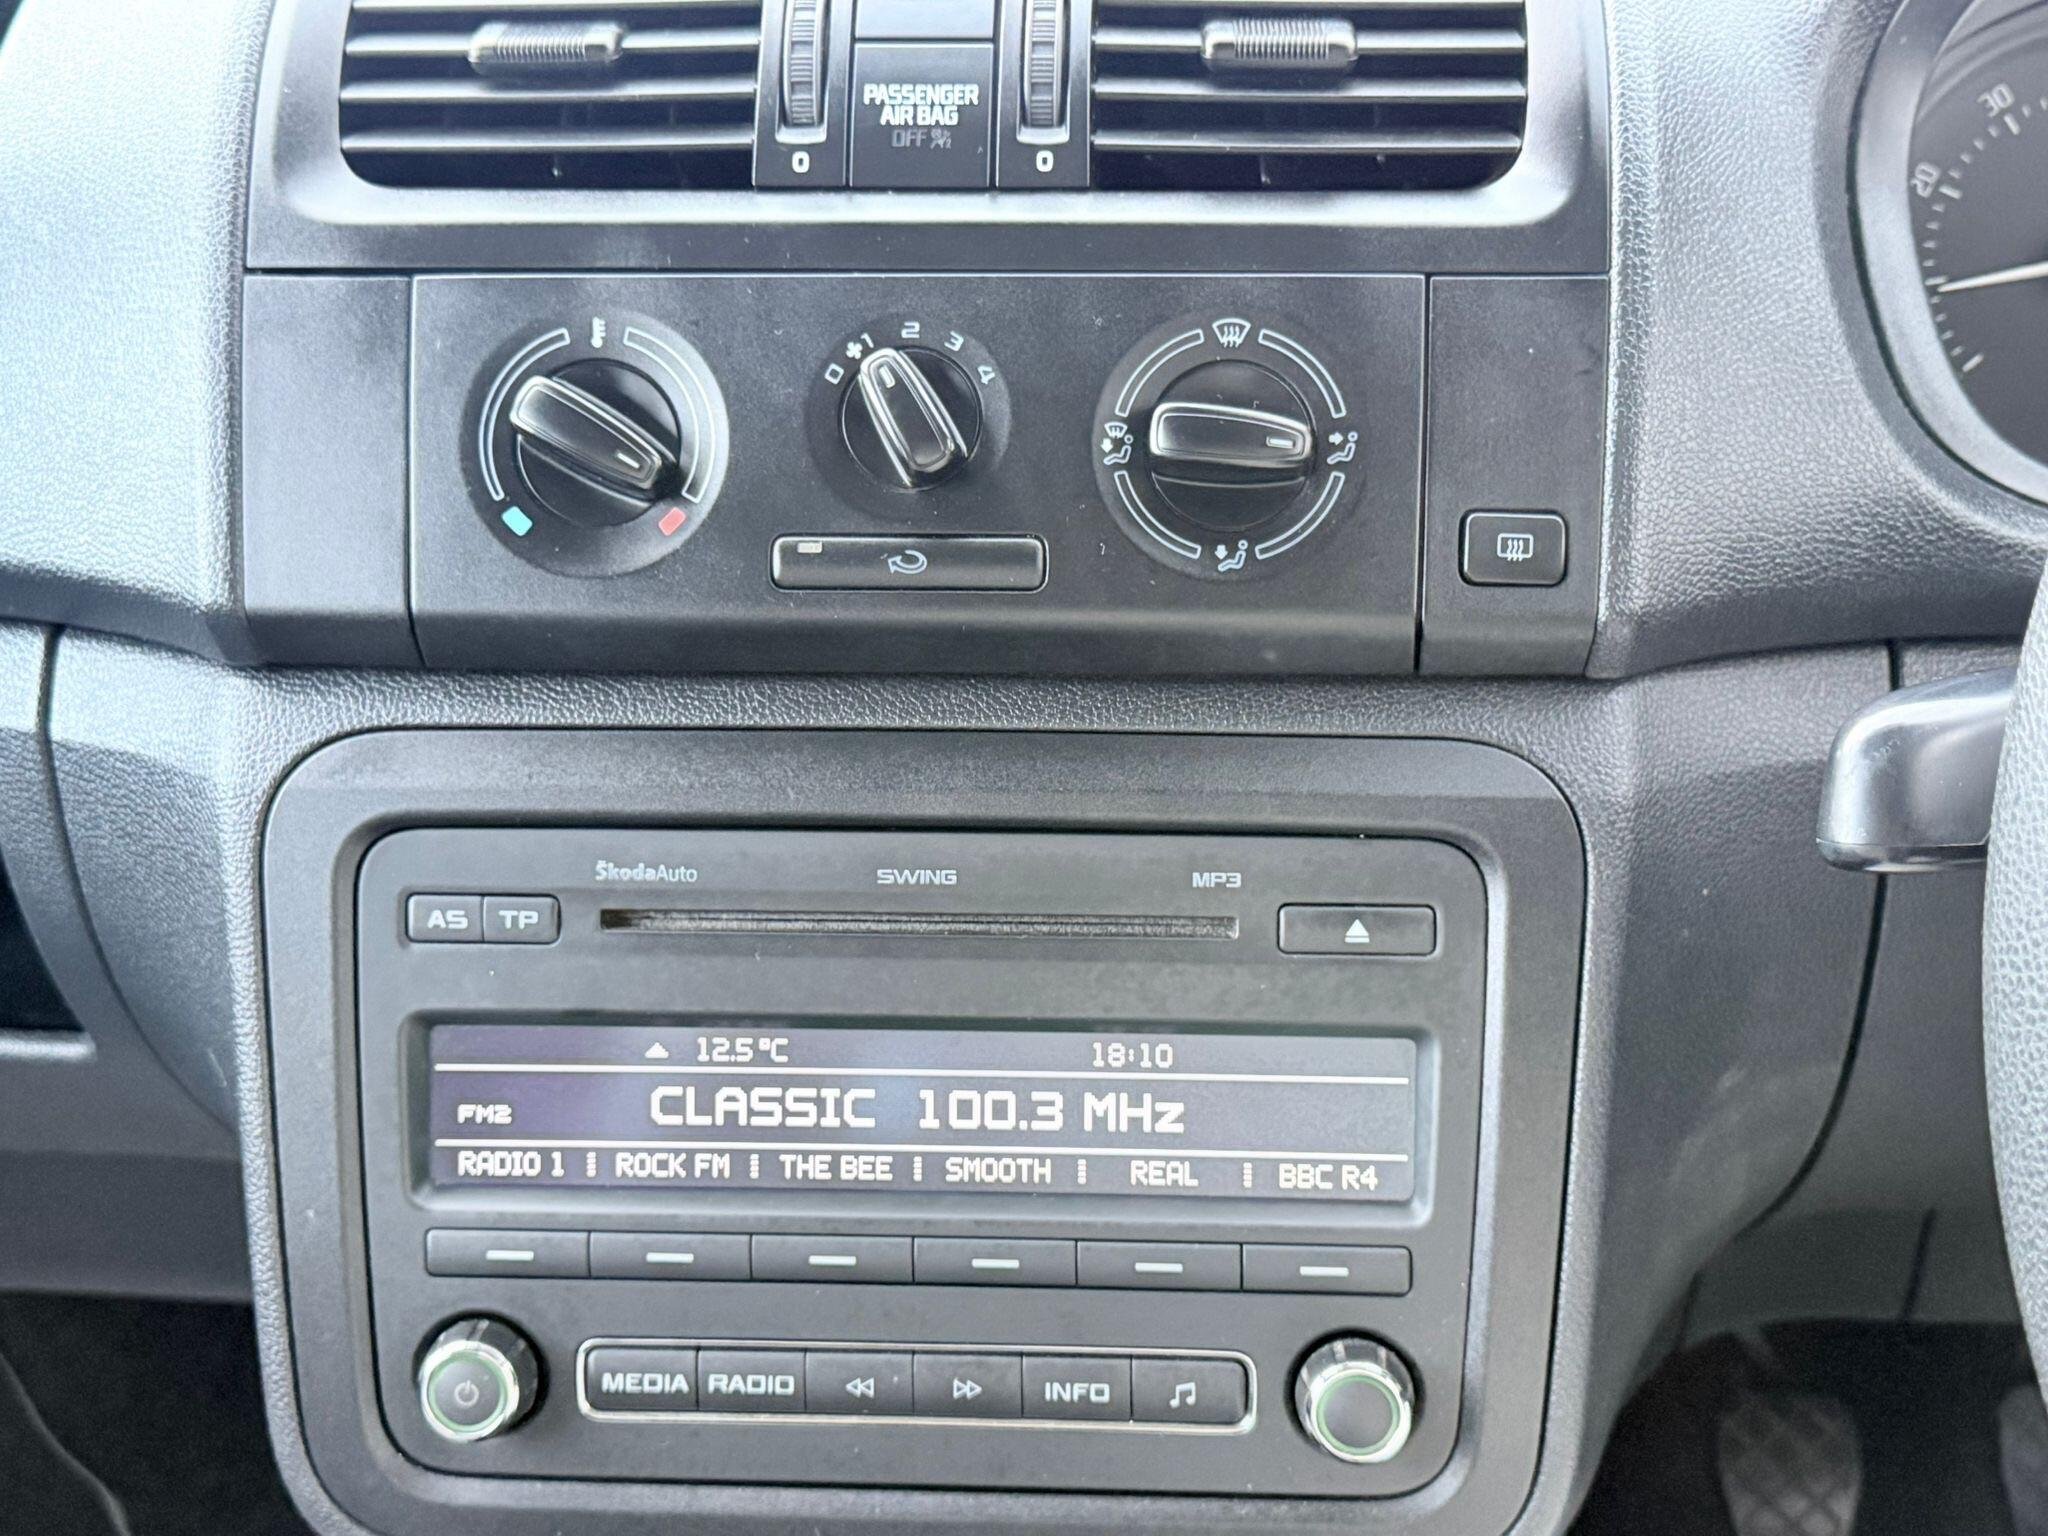 PASSENGER
AIR BAG
OFF
0 0
30
20
1
0 1 2 3 4
ŠkodaAuto SWING MP3
AS TP
12.5°C 18:10
FM2 CLASSIC 100.3 MHz
RADIO 1 ROCK FM THE BEE SMOOTH REAL BBC R4
MEDIA RADIO INFO